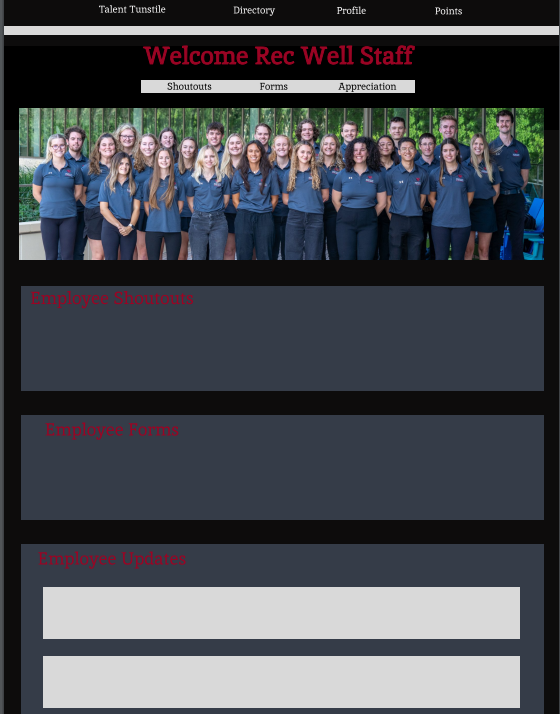 Talent Tunstile Directory Profile Points
Welcome Rec Well Staff
Shoutouts Forms Appreciation
Employee Shoutouts
Employee Forms
Employee Updates